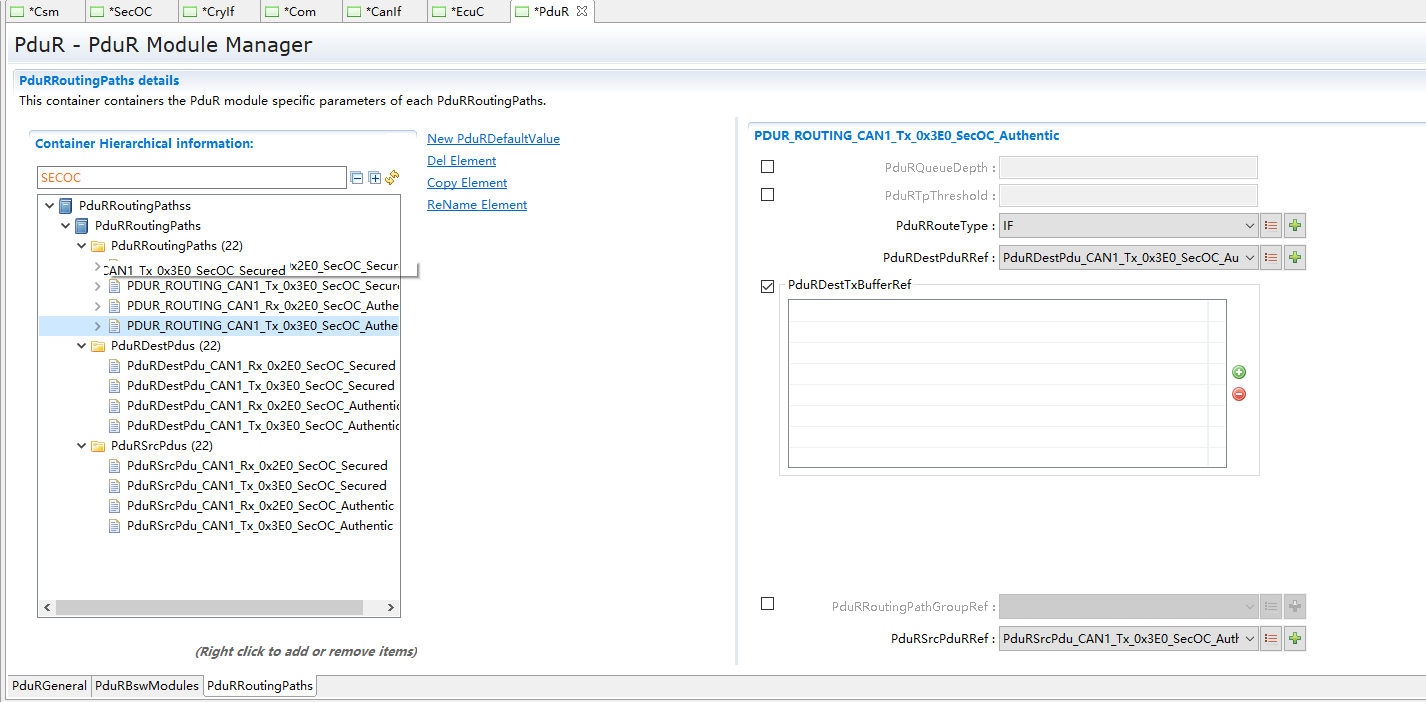 *Csm
*SecOC
*CryIf
*Com
*CanIf
*EcuC
*PduR
PduR - PduR Module Manager
PduRRoutingPaths details
This container containers the PduR module specific parameters of each PduRRoutingPaths.
Container Hierarchical information:
SECOC
PduRRoutingPathss
PduRRoutingPaths
PduRRoutingPaths (22)
CAN1_Tx_0x3E0_SecOC_Secured
x2E0_SecOC_Secur
PDUR_ROUTING_CAN1_Tx_0x3E0_SecOC_Secur
PDUR_ROUTING_CAN1_Rx_0x2E0_SecOC_Authe
PDUR_ROUTING_CAN1_Tx_0x3E0_SecOC_Authe
PduRDestPdus (22)
PduRDestPdu_CAN1_Rx_0x2E0_SecOC_Secured
PduRDestPdu_CAN1_Tx_0x3E0_SecOC_Secured
PduRDestPdu_CAN1_Rx_0x2E0_SecOC_Authentic
PduRDestPdu_CAN1_Tx_0x3E0_SecOC_Authentic
PduRSrcPdus (22)
PduRSrcPdu_CAN1_Rx_0x2E0_SecOC_Secured
PduRSrcPdu_CAN1_Tx_0x3E0_SecOC_Secured
PduRSrcPdu_CAN1_Rx_0x2E0_SecOC_Authentic
PduRSrcPdu_CAN1_Tx_0x3E0_SecOC_Authentic
(Right click to add or remove items)
New PduRDefaultValue
Del Element
Copy Element
ReName Element
PDUR_ROUTING_CAN1_Tx_0x3E0_SecOC_Authentic
PduRQueueDepth :
PduRTpThreshold :
PduRRouteType : IF
PduRDestPduRRef : PduRDestPdu_CAN1_Tx_0x3E0_SecOC_Au
PduRDestTxBufferRef
PduRRoutingPathGroupRef :
PduRSrcPduRRef : PduRSrcPdu_CAN1_Tx_0x3E0_SecOC_Auth
PduRGeneral
PduRBswModules
PduRRoutingPaths